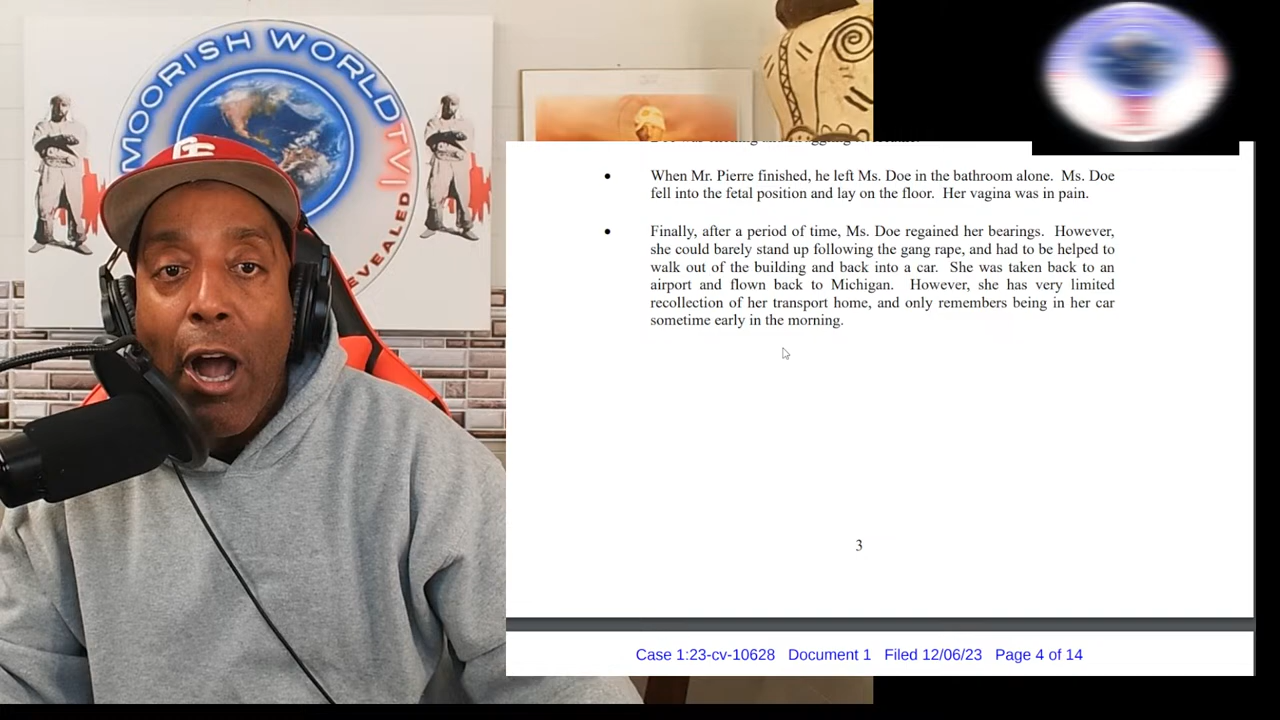 MOORISH WORLD TV
REVEALED
When Mr. Pierre finished, he left Ms. Doe in the bathroom alone. Ms. Doe
fell into the fetal position and lay on the floor. Her vagina was in pain.
Finally, after a period of time, Ms. Doe regained her bearings. However,
she could barely stand up following the gang rape, and had to be helped to
walk out of the building and back into a car. She was taken back to an
airport and flown back to Michigan. However, she has very limited
recollection of her transport home, and only remembers being in her car
sometime early in the morning.
3
Case 1:23-cv-10628 Document 1 Filed 12/06/23 Page 4 of 14